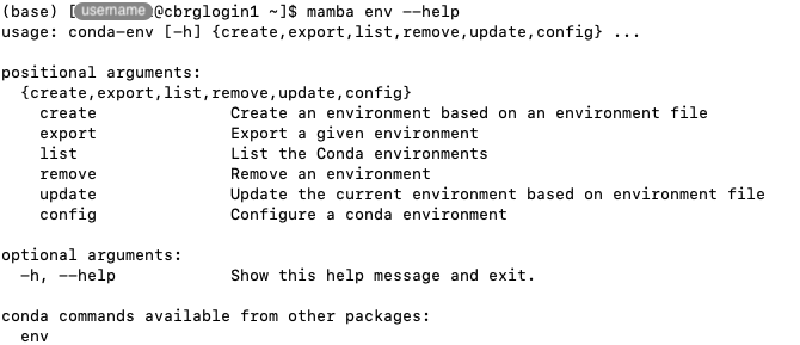 (base) [username@cbrglogin1 ~]$ mamba env --help
usage: conda-env [-h] {create,export,list,remove,update,config} ...
positional arguments:
{create,export,list,remove,update,config}
create Create an environment based on an environment file
export Export a given environment
list List the Conda environments
remove Remove an environment
update Update the current environment based on environment file
config Configure a conda environment
optional arguments:
-h, --help Show this help message and exit.
conda commands available from other packages:
env